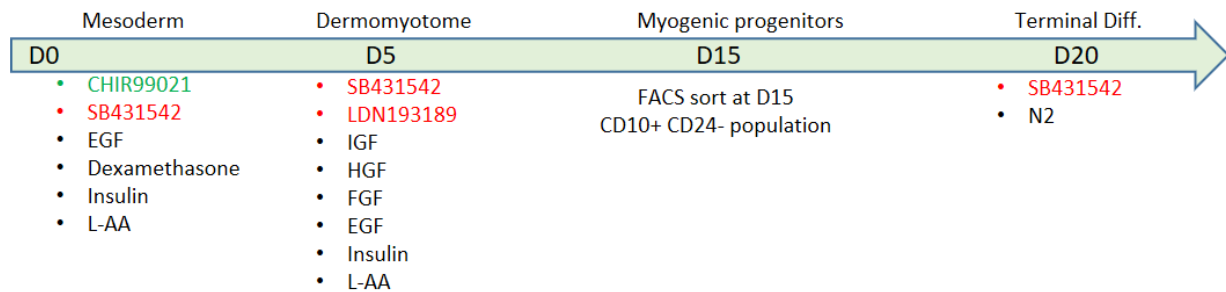 Mesoderm
Dermomyotome
Myogenic progenitors
Terminal Diff.
D0
D5
D15
D20
• CHIR99021
• SB431542
• EGF
• Dexamethasone
• Insulin
• L-AA
• SB431542
• LDN193189
• IGF
• HGF
• FGF
• EGF
• Insulin
• L-AA
FACS sort at D15
CD10+ CD24- population
• SB431542
• N2